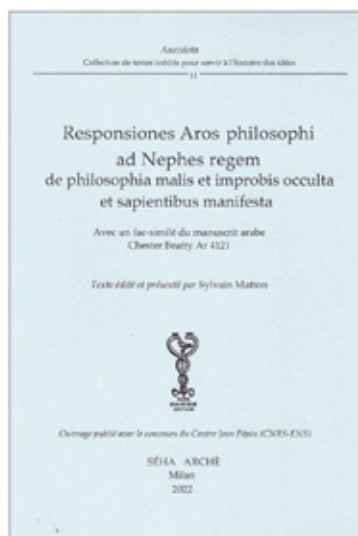 Anecdota
Collection de textes inédits pour servir à l'histoire des idées
11
Responsiones Aros philosophi
ad Nephes regem
de philosophia malis et improbis occulta
et sapientibus manifesta
Avec un fac-similé du manuscrit arabe
Chester Beatty Ar 4121
Texte édité et présenté par Sylvain Matton
Ouvrage publié avec le concours du Centre Jean Pépin (CNRS-ENS)
SÉHA ARCHÈ
Milan
2022